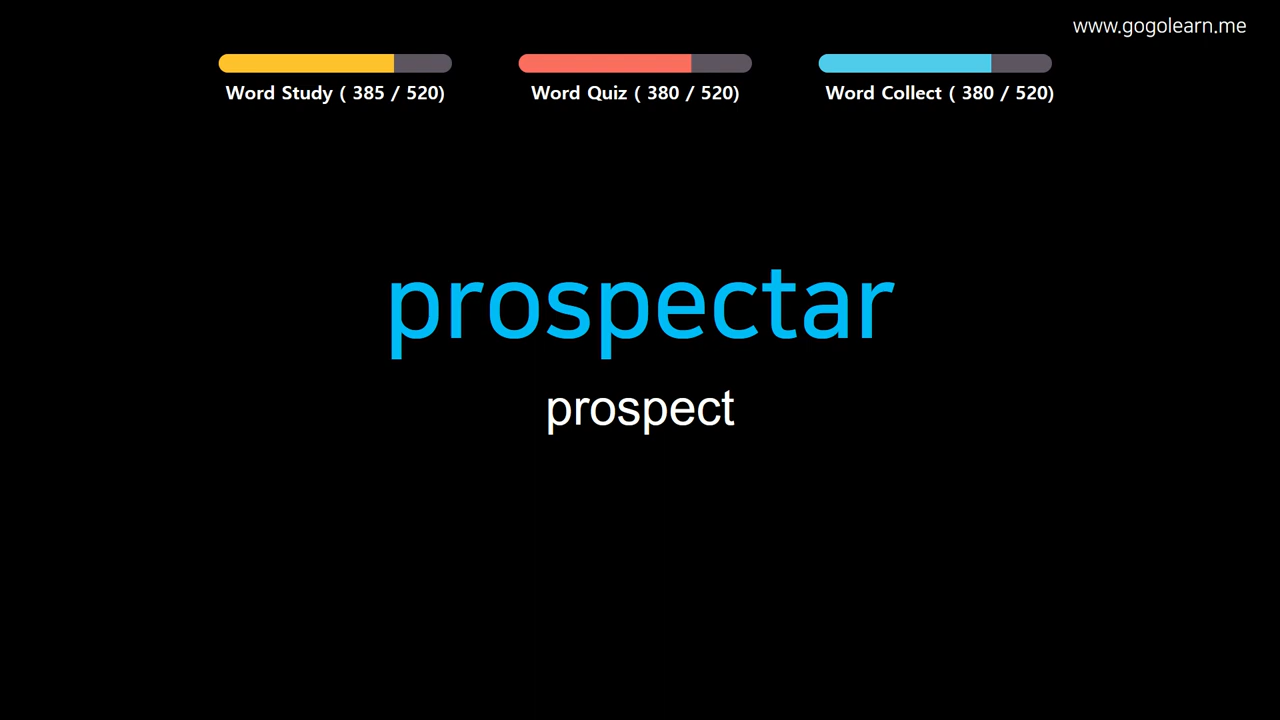 www.gogolearn.me
Word Study ( 385 / 520)
Word Quiz ( 380 / 520)
Word Collect ( 380 / 520)
prospectar
prospect